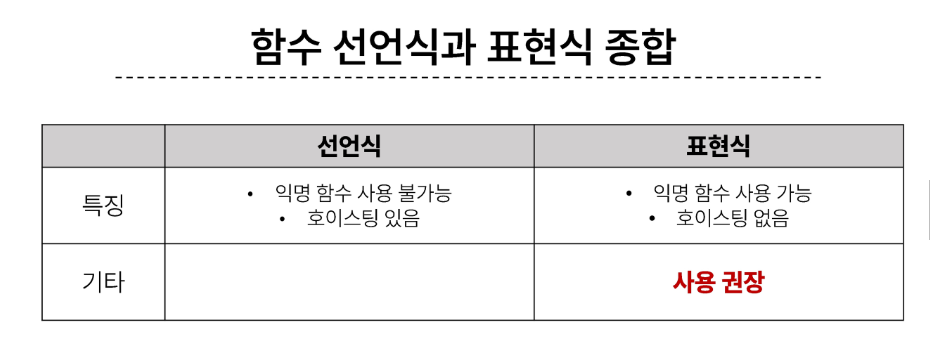 함수 선언식과 표현식 종합
선언식 표현식
특징
• 익명 함수 사용 불가능
• 호이스팅 있음
• 익명 함수 사용 가능
• 호이스팅 없음
기타
사용 권장